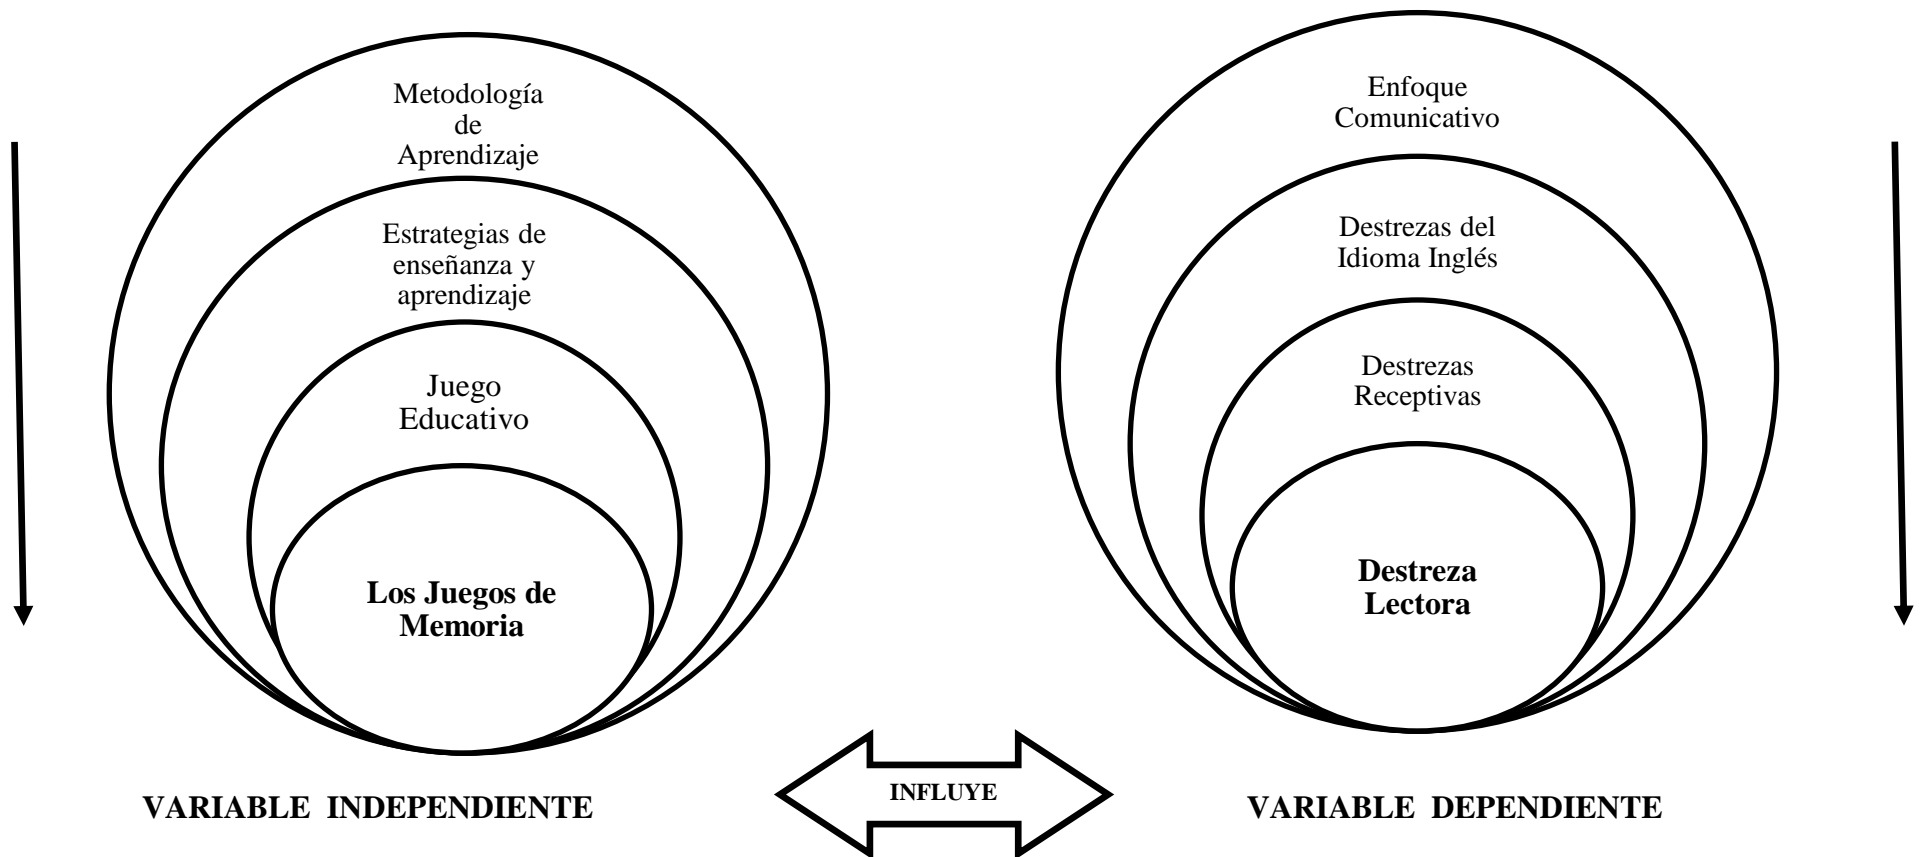 Metodología
de
Aprendizaje
Estrategias de
enseñanza y
aprendizaje
Juego
Educativo
Los Juegos de
Memoria
VARIABLE INDEPENDIENTE
INFLUYE
Enfoque
Comunicativo
Destrezas del
Idioma Inglés
Destrezas
Receptivas
Destreza
Lectora
VARIABLE DEPENDIENTE